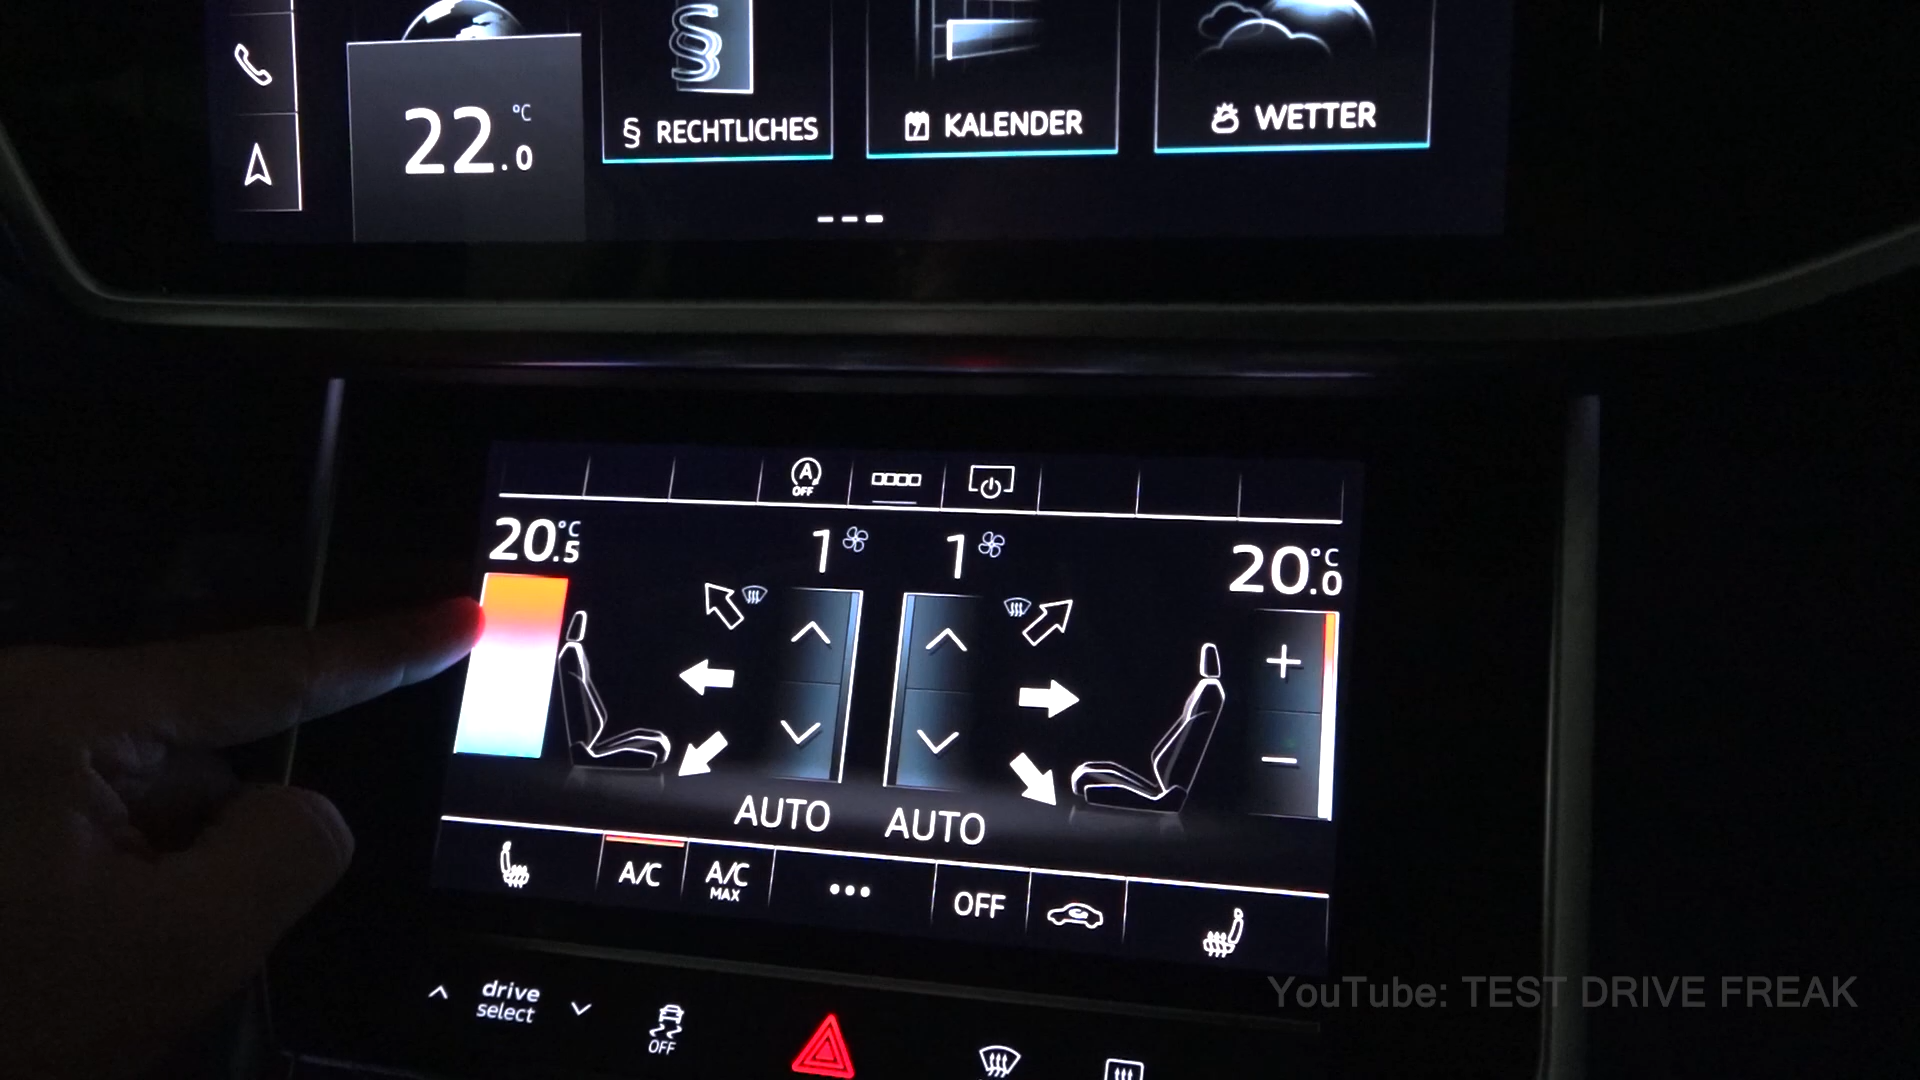 22.0 °C
§ RECHTLICHES
7 KALENDER
WETTER
A
OFF
20.5 °C
1
1
20.0 °C
+
-
AUTO
AUTO
A/C
A/C
MAX
•••
OFF
drive
select
OFF
YouTube: TEST DRIVE FREAK